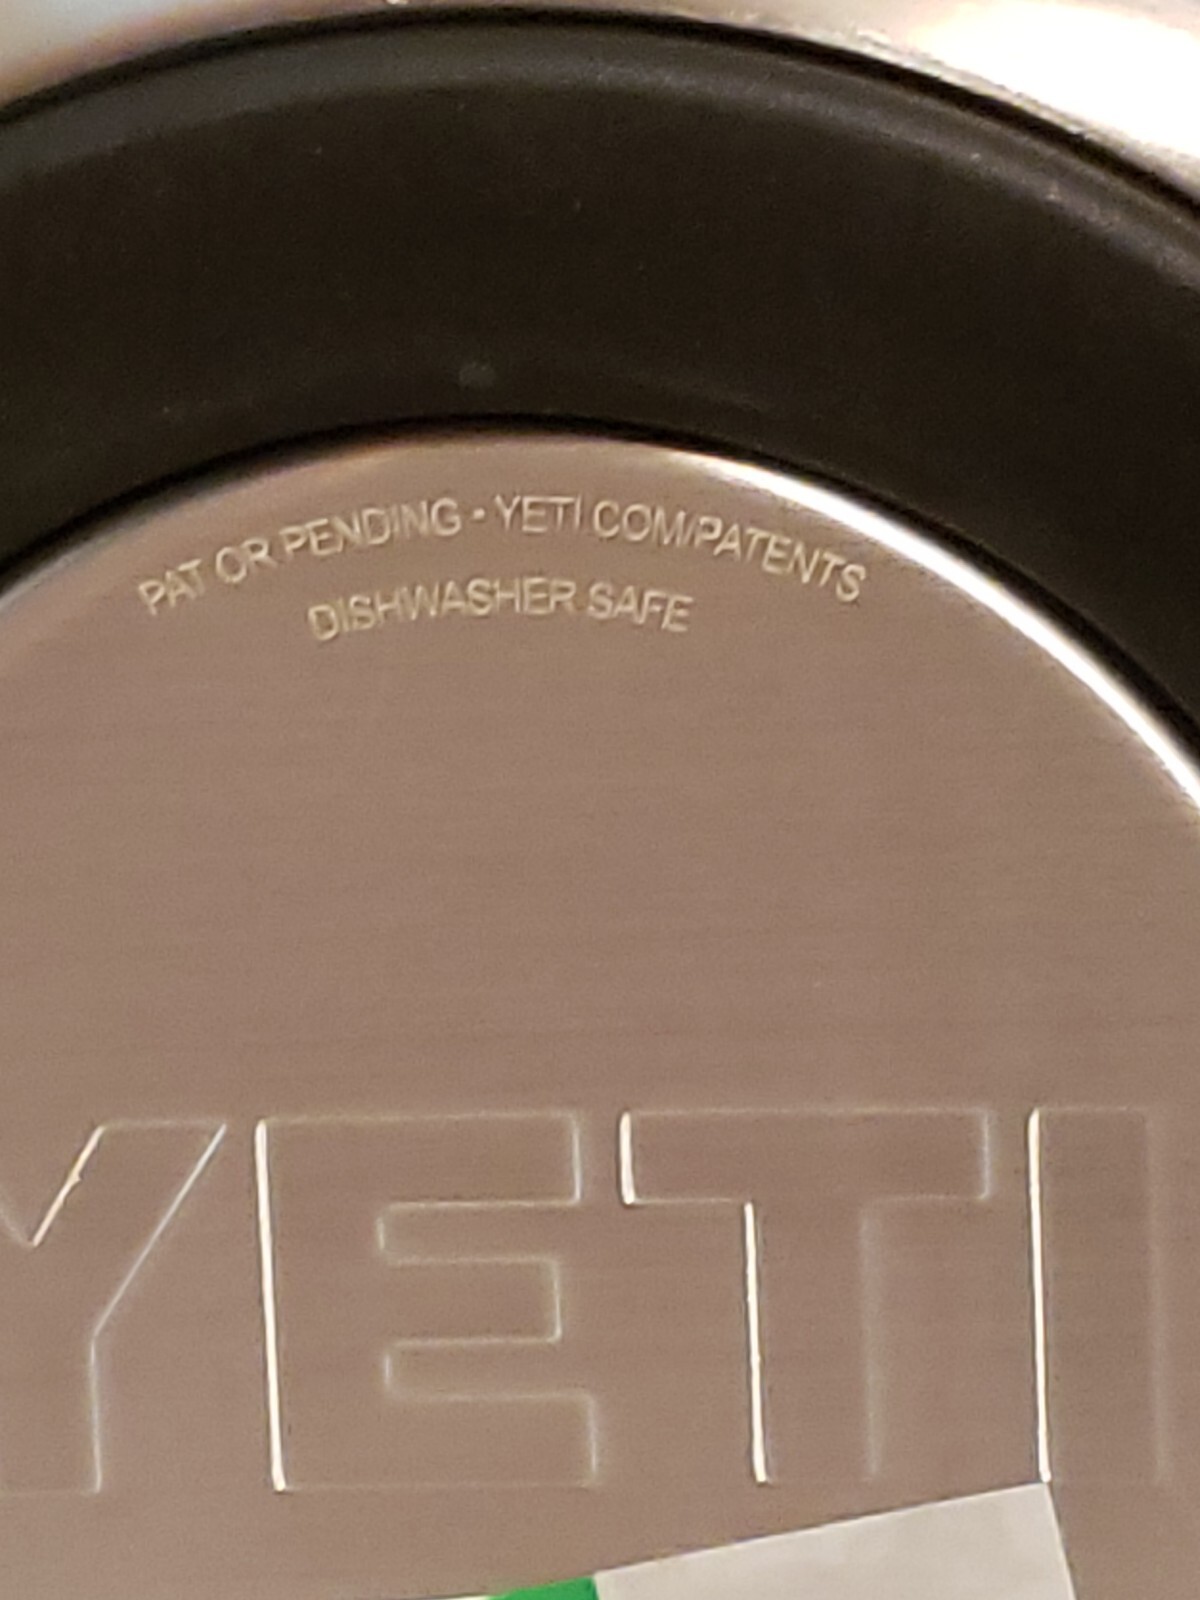 PAT OR PENDING • YETI.COM/PATENTS
DISHWASHER SAFE
YETI